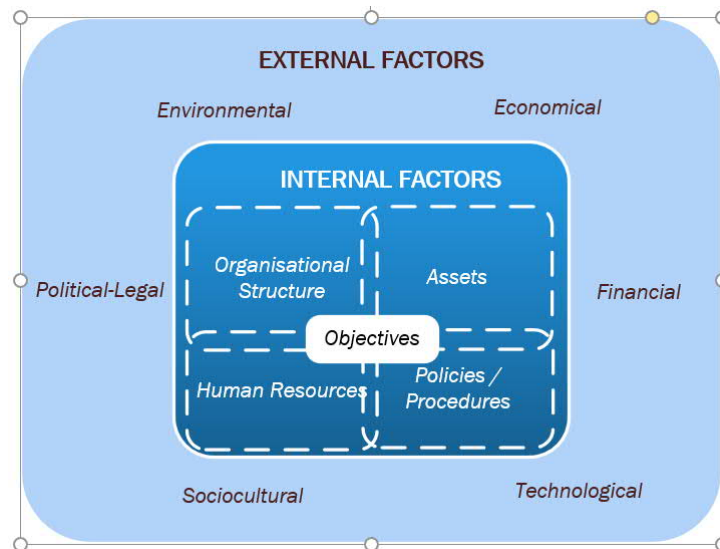 EXTERNAL FACTORS
Environmental
Economical
INTERNAL FACTORS
Organisational
Structure
Assets
Political-Legal
Financial
Objectives
Human Resources
Policies /
Procedures
Sociocultural
Technological